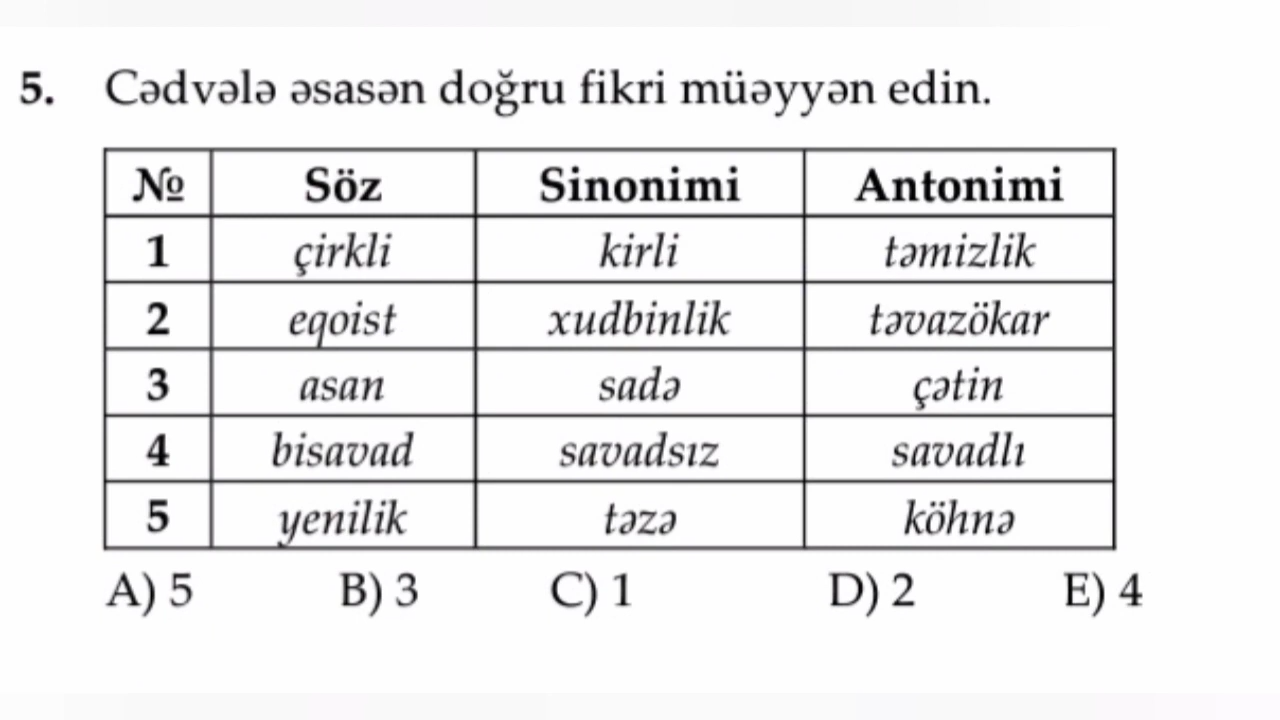 5. Cədvələ əsasən doğru fikri müəyyən edin.
№ Söz Sinonimi Antonimi
1 çirkli kirli təmizlik
2 eqoist xudbinlik təvazökar
3 asan sadə çətin
4 bisavad savadsız savadlı
5 yenilik təzə köhnə
A) 5 B) 3 C) 1 D) 2 E) 4